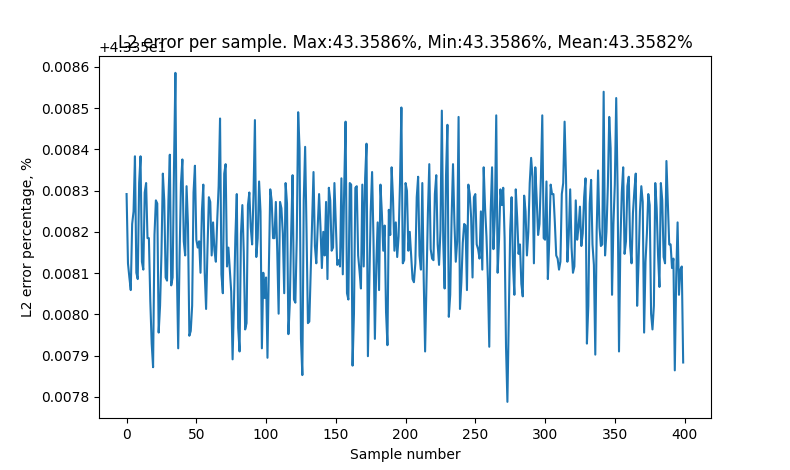 L2 error per sample. Max:43.3586%, Min:43.3586%, Mean:43.3582%
+4.335e1
0.0086
0.0085
0.0084
0.0083
0.0082
0.0081
0.0080
0.0079
0.0078
L2 error percentage, %
0 50 100 150 200 250 300 350 400
Sample number